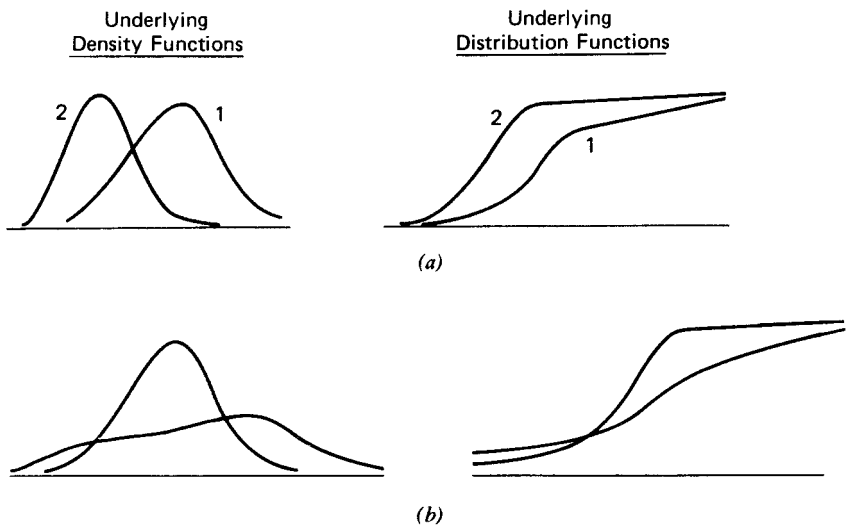 Underlying
Density Functions
Underlying
Distribution Functions
2
1
2
1
(a)
(b)